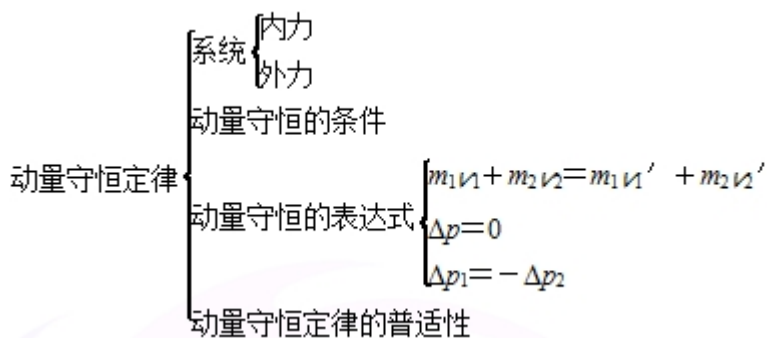 系统
内力
外力
动量守恒的条件
动量守恒定律
动量守恒的表达式
m₁v₁+m₂v₂=m₁v₁′ +m₂v₂′
Δp=0
Δp₁=-Δp₂
动量守恒定律的普适性